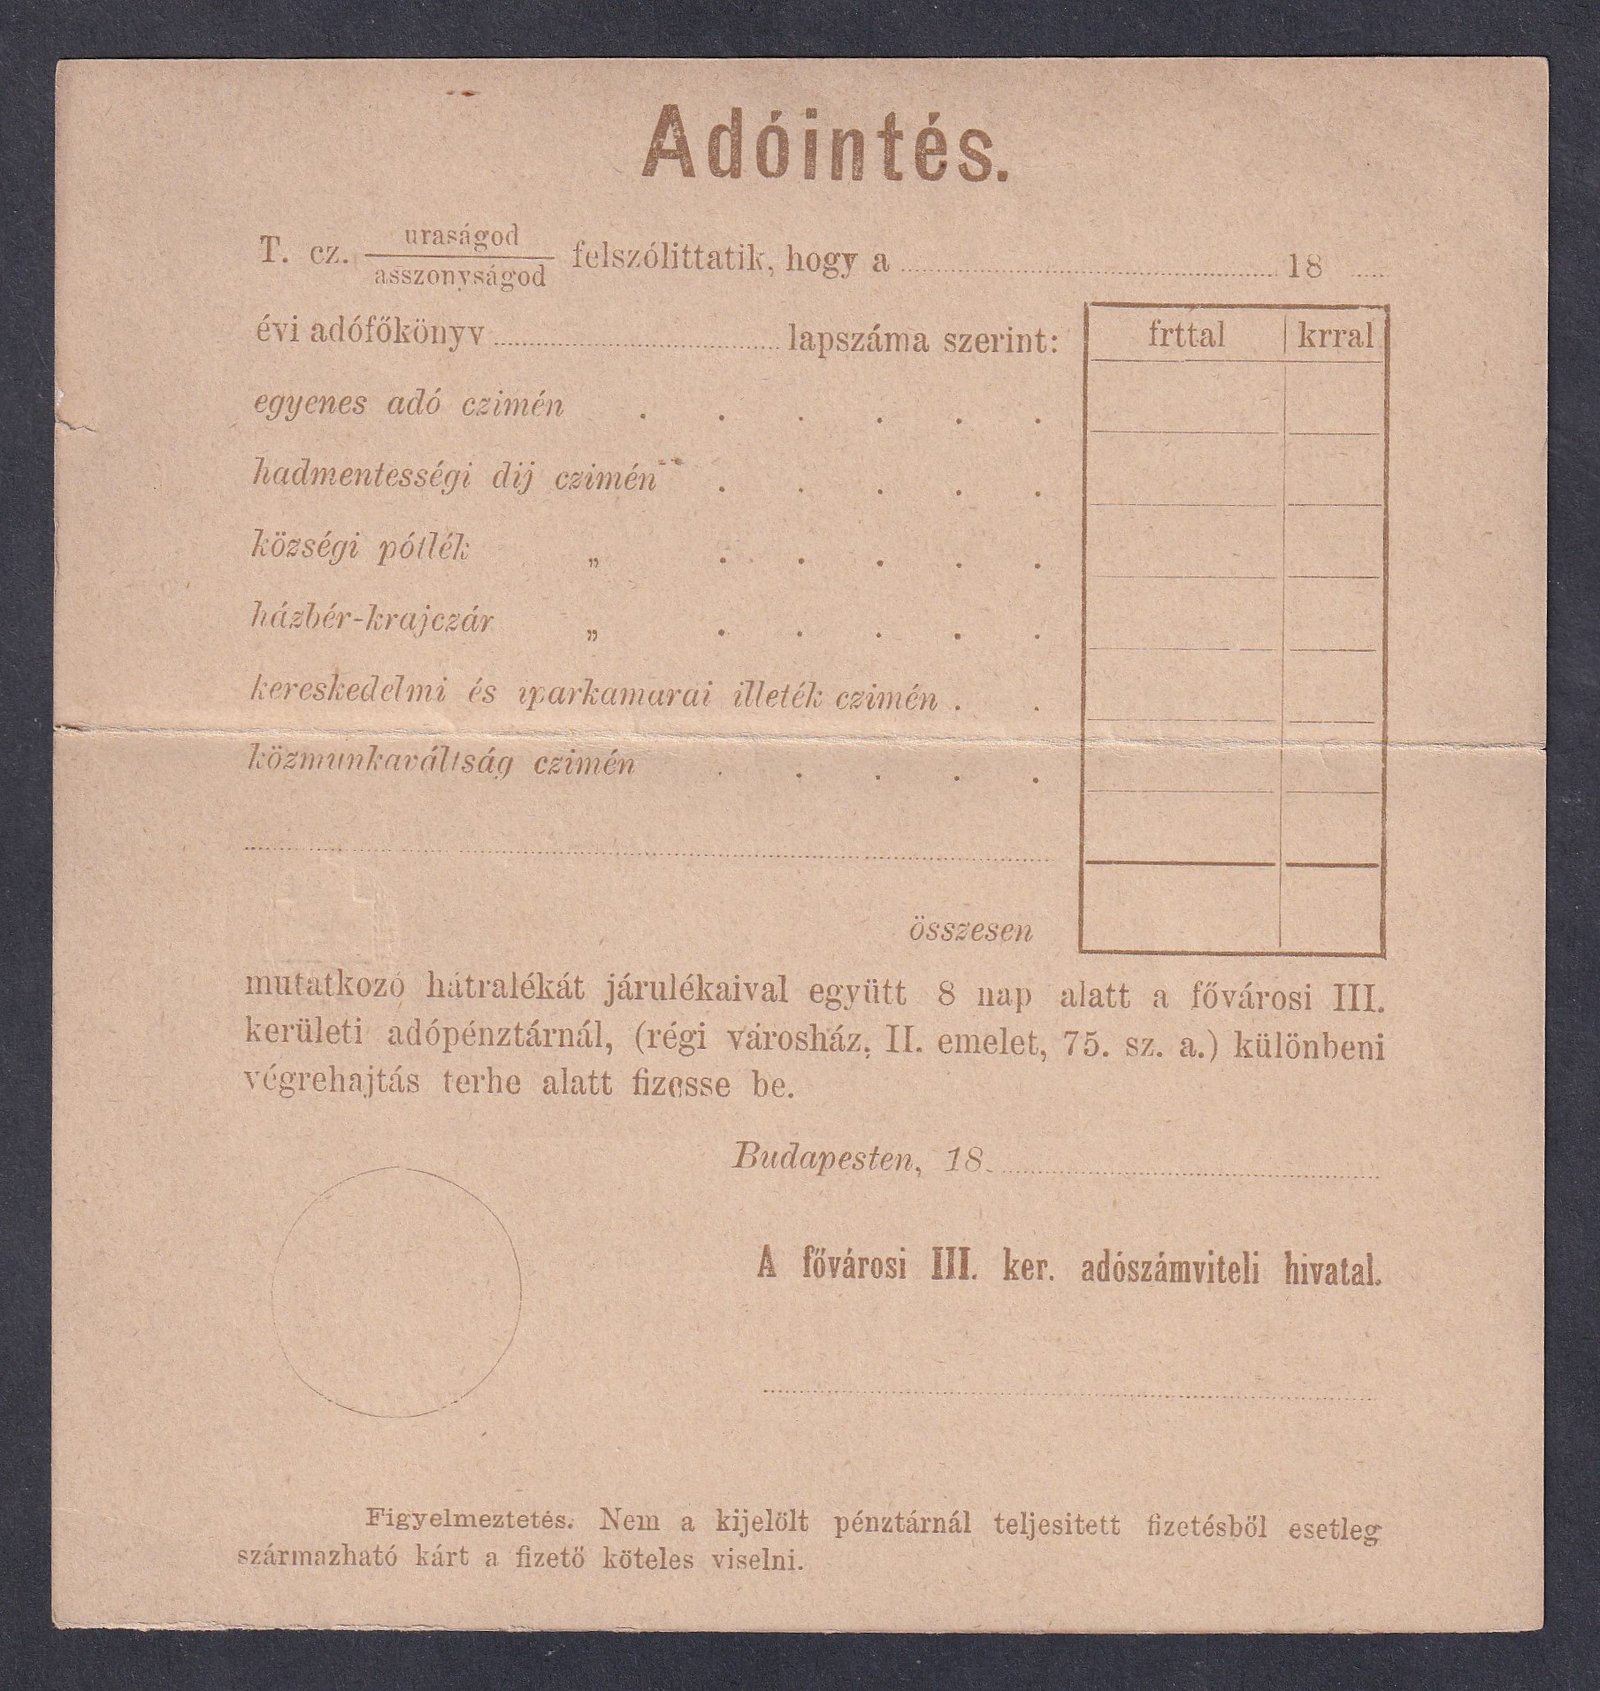 Adóintés.
T. cz. uraságod
asszonyságod
felszólittatik, hogy a ........ 18 ....
évi adófőkönyv ........ lapszáma szerint:
frttal | krral
egyenes adó czimén . . . . . .
hadmentességi dij czimén . . . . .
községi pótlék „ . . . . .
házbér-krajczár „ . . . . .
kereskedelmi és iparkamarai illeték czimén . .
közmunkaváltság czimén . . . . .
összesen
mutatkozó hátralékát járulékaival együtt 8 nap alatt a fővárosi III.
kerületi adópénztárnál, (régi városház, II. emelet, 75. sz. a.) különbeni
végrehajtás terhe alatt fizesse be.
Budapesten, 18 ........
A fővárosi III. ker. adószámviteli hivatal.
Figyelmeztetés. Nem a kijelölt pénztárnál teljesitett fizetésből esetleg
származható kárt a fizető köteles viselni.